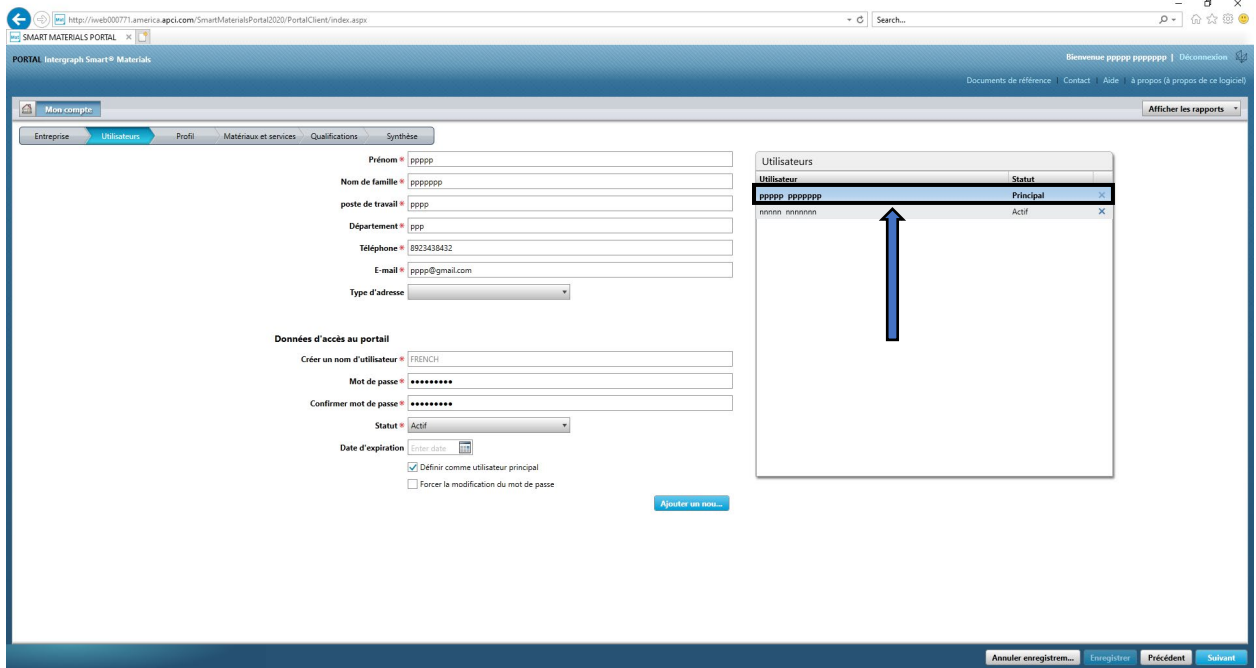 http://iweb000771.america.apci.com/SmartMaterialsPortal2020/PortalClient/index.aspx
Search...
SMART MATERIALS PORTAL
PORTAL Intergraph Smart® Materials
Bienvenue ppppp ppppppp | Déconnexion
Documents de référence | Contact | Aide | à propos (à propos de ce logiciel)
Mon compte
Afficher les rapports
Entreprise Utilisateurs Profil Matériaux et services Qualifications Synthèse
Prénom * ppppp
Nom de famille * ppppppp
poste de travail * pppp
Département * ppp
Téléphone * 8923438432
E-mail * pppp@gmail.com
Type d'adresse
Données d'accès au portail
Créer un nom d'utilisateur * FRENCH
Mot de passe * •••••••••
Confirmer mot de passe * •••••••••
Statut * Actif
Date d'expiration Enter date
Définir comme utilisateur principal
Forcer la modification du mot de passe
Ajouter un nou...
Utilisateurs
Utilisateur Statut
ppppp ppppppp Principal
nnnnn nnnnnnn Actif
Annuler enregistrem... Enregistrer Précédent Suivant